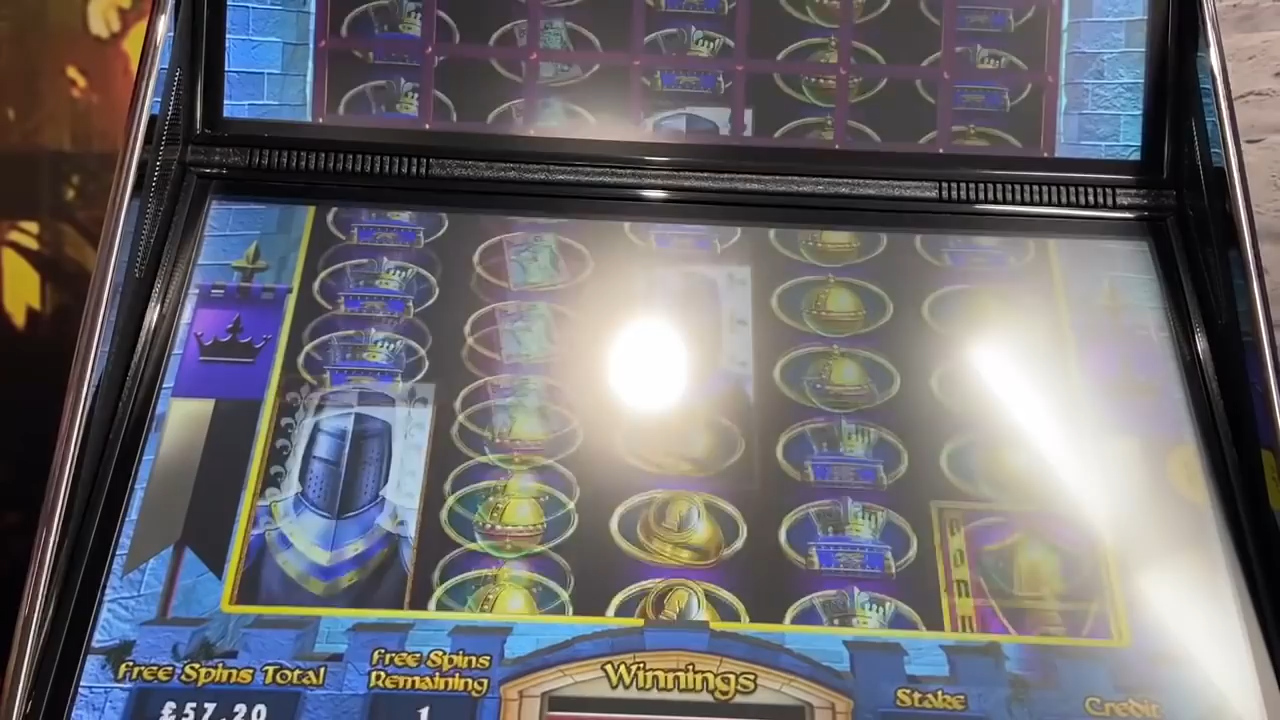 Free Spins Total
£57.20
Free Spins
Remaining
1
Winnings
Stake
Credit